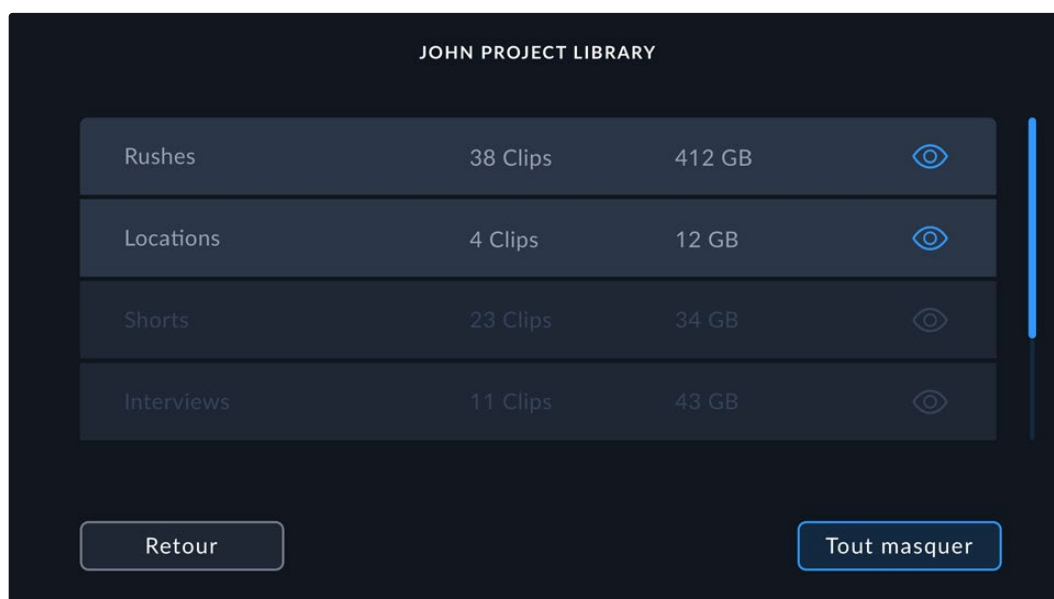 JOHN PROJECT LIBRARY
Rushes 38 Clips 412 GB
Locations 4 Clips 12 GB
Shorts 23 Clips 34 GB
Interviews 11 Clips 43 GB
Retour Tout masquer